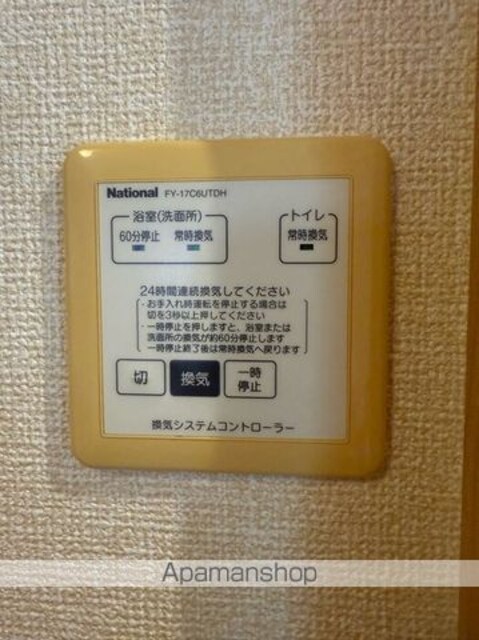 National FY-17C6UTDH
浴室(洗面所) トイレ
60分停止 常時換気 常時換気
24時間連続換気してください
・お手入れ時運転を停止する場合は
切を3秒以上押してください
・一時停止を押しますと、浴室または
洗面所の換気が約60分停止します
一時停止終了後は常時換気へ戻ります
切 換気 一時
停止
換気システムコントローラー
Apamanshop